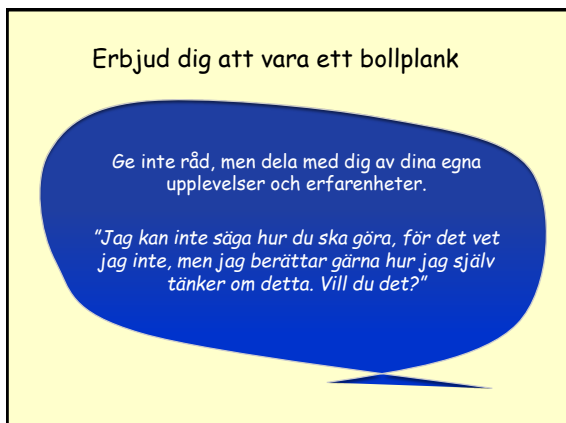 Erbjud dig att vara ett bollplank
Ge inte råd, men dela med dig av dina egna
upplevelser och erfarenheter.
”Jag kan inte säga hur du ska göra, för det vet
jag inte, men jag berättar gärna hur jag själv
tänker om detta. Vill du det?”